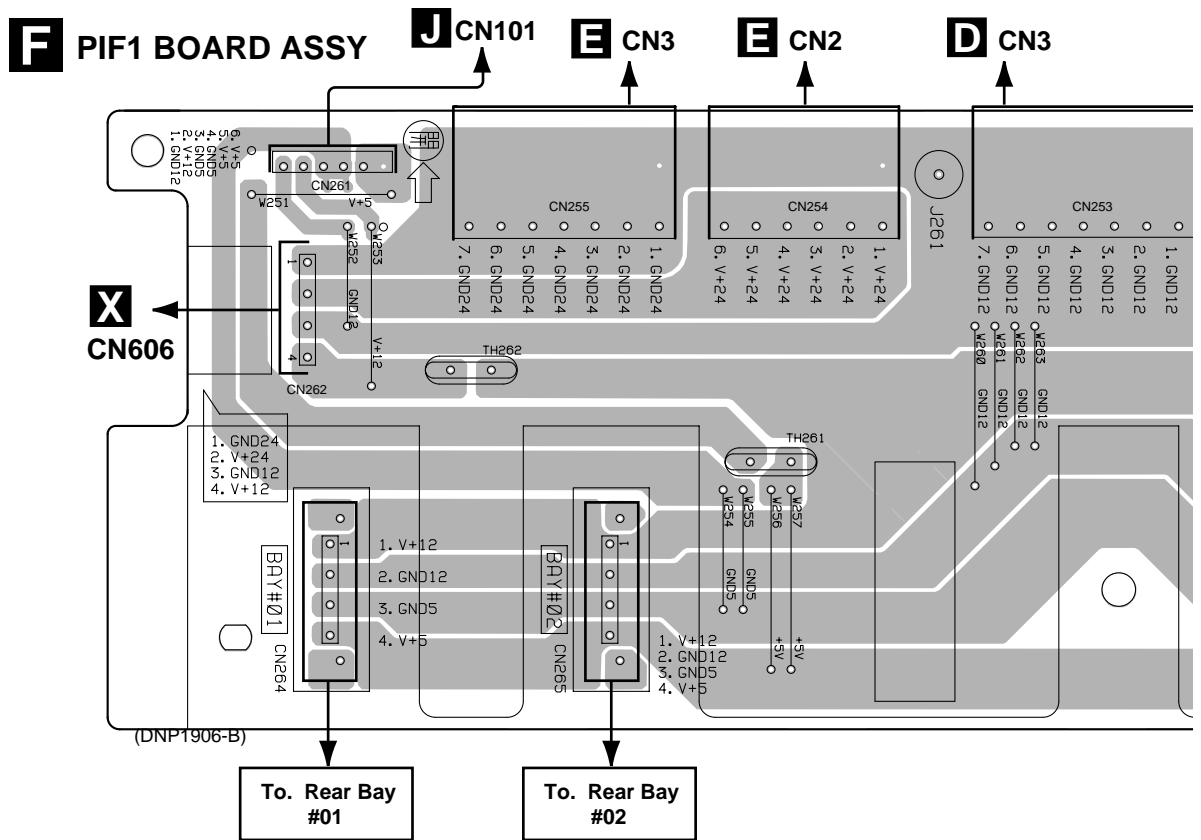 F PIF1 BOARD ASSY
J CN101
E CN3
E CN2
D CN3
6. V+5
5. V+5
4. GND5
3. GND5
2. V+12
1. GND12
CN261
W251
V+5
CN255
CN254
CN253
J261
7. GND24
6. GND24
5. GND24
4. GND24
3. GND24
2. GND24
1. GND24
6. V+24
5. V+24
4. V+24
3. V+24
2. V+24
1. V+24
7. GND12
6. GND12
5. GND12
4. GND12
3. GND12
2. GND12
1. GND12
W252
GND12
W253
V+12
1
4
CN262
X
CN606
TH262
W260
GND12
W261
GND12
W262
GND12
W263
GND12
1. GND24
2. V+24
3. GND12
4. V+12
TH261
W254
GND5
W255
GND5
W256
+5V
W257
+5V
BAY#01
CN264
1
1. V+12
2. GND12
3. GND5
4. V+5
BAY#02
CN265
1
1. V+12
2. GND12
3. GND5
4. V+5
(DNP1906-B)
To. Rear Bay
#01
To. Rear Bay
#02